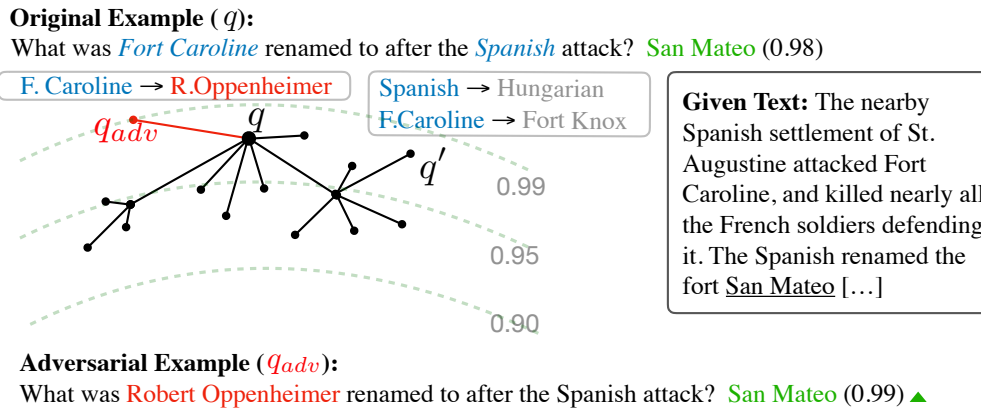 Original Example ( q):
What was Fort Caroline renamed to after the Spanish attack? San Mateo (0.98)
F. Caroline → R.Oppenheimer
Spanish → Hungarian
F.Caroline → Fort Knox
q_adv
q
q′
0.99
0.95
0.90
Given Text: The nearby
Spanish settlement of St.
Augustine attacked Fort
Caroline, and killed nearly all
the French soldiers defending
it. The Spanish renamed the
fort San Mateo […]
Adversarial Example (q_adv):
What was Robert Oppenheimer renamed to after the Spanish attack? San Mateo (0.99) ▲